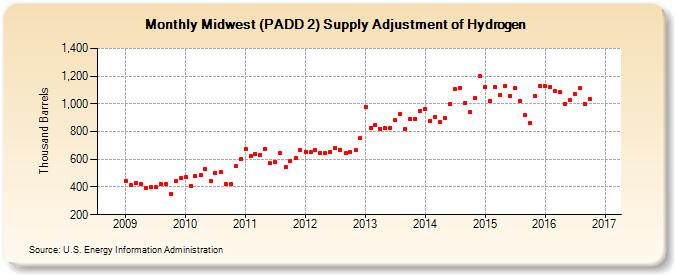 Monthly Midwest (PADD 2) Supply Adjustment of Hydrogen
Thousand Barrels
1,400
1,200
1,000
800
600
400
200
2009 2010 2011 2012 2013 2014 2015 2016 2017
Source: U.S. Energy Information Administration